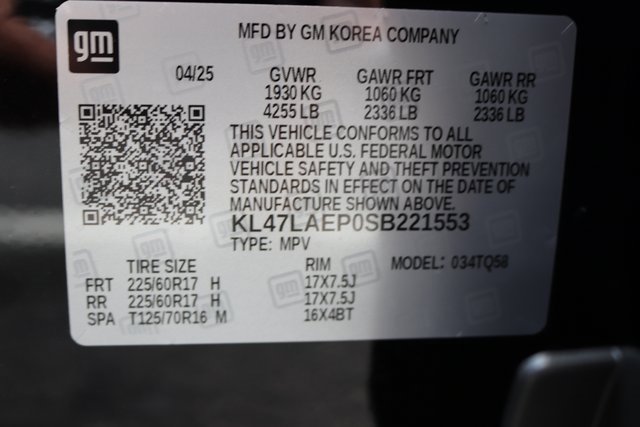 gm
MFD BY GM KOREA COMPANY
04/25 GVWR GAWR FRT GAWR RR
1930 KG 1060 KG 1060 KG
4255 LB 2336 LB 2336 LB
THIS VEHICLE CONFORMS TO ALL
APPLICABLE U.S. FEDERAL MOTOR
VEHICLE SAFETY AND THEFT PREVENTION
STANDARDS IN EFFECT ON THE DATE OF
MANUFACTURE SHOWN ABOVE.
KL47LAEP0SB221553
TYPE: MPV
TIRE SIZE RIM MODEL: 034TQ58
FRT 225/60R17 H 17X7.5J
RR 225/60R17 H 17X7.5J
SPA T125/70R16 M 16X4BT